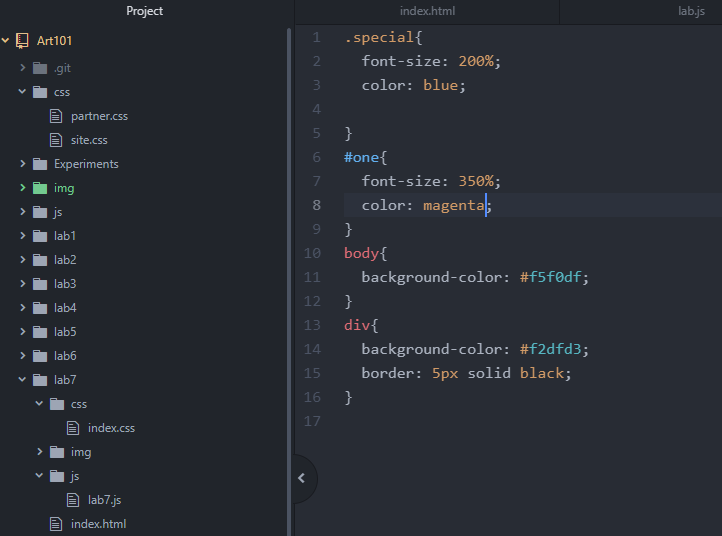 Project
Art101
.git
css
partner.css
site.css
Experiments
img
js
lab1
lab2
lab3
lab4
lab5
lab6
lab7
css
index.css
img
js
lab7.js
index.html
index.html
lab.js
1 .special{
2 font-size: 200%;
3 color: blue;
4
5 }
6 #one{
7 font-size: 350%;
8 color: magenta;
9 }
10 body{
11 background-color: #f5f0df;
12 }
13 div{
14 background-color: #f2dfd3;
15 border: 5px solid black;
16 }
17